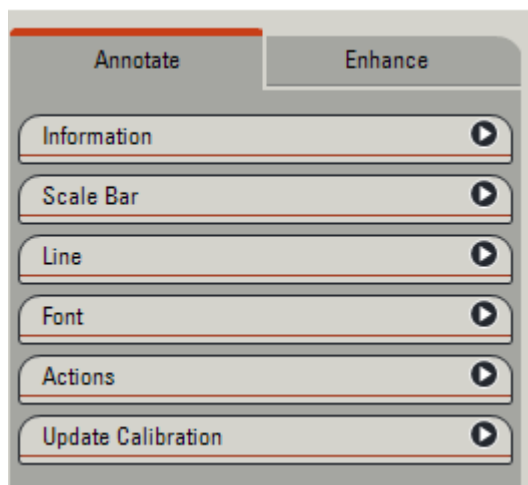 Annotate
Enhance
Information
Scale Bar
Line
Font
Actions
Update Calibration